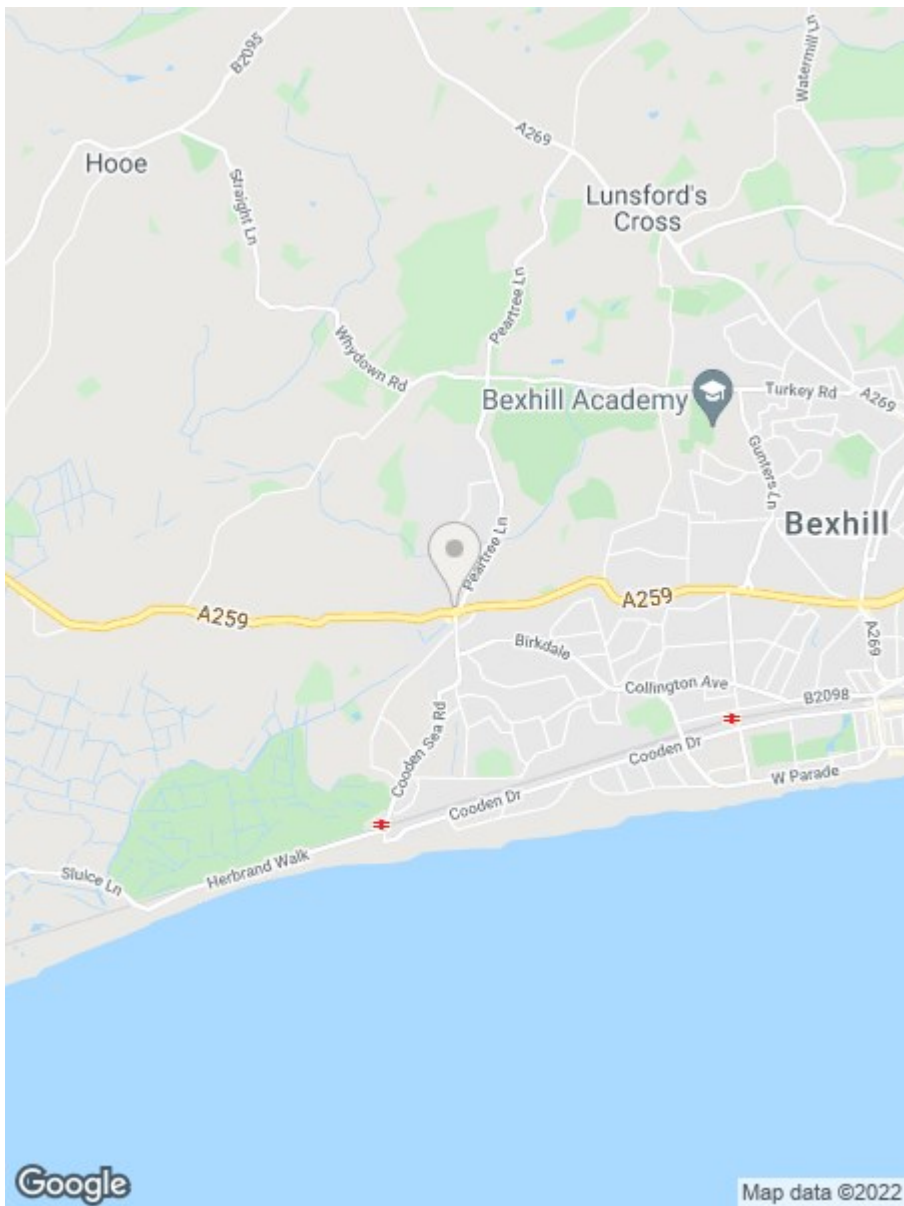 B2095
Watermill Ln
A269
Hooe
Straight Ln
Lunsford's
Cross
Peartree Ln
Whydown Rd
Bexhill Academy
Turkey Rd
A269
Gunters Ln
Bexhill
Peartree Ln
A259
A259
A269
Birkdale
Collington Ave
B2098
Cooden Sea Rd
Cooden Dr
W Parade
Cooden Dr
Herbrand Walk
Sluice Ln
Google
Map data ©2022